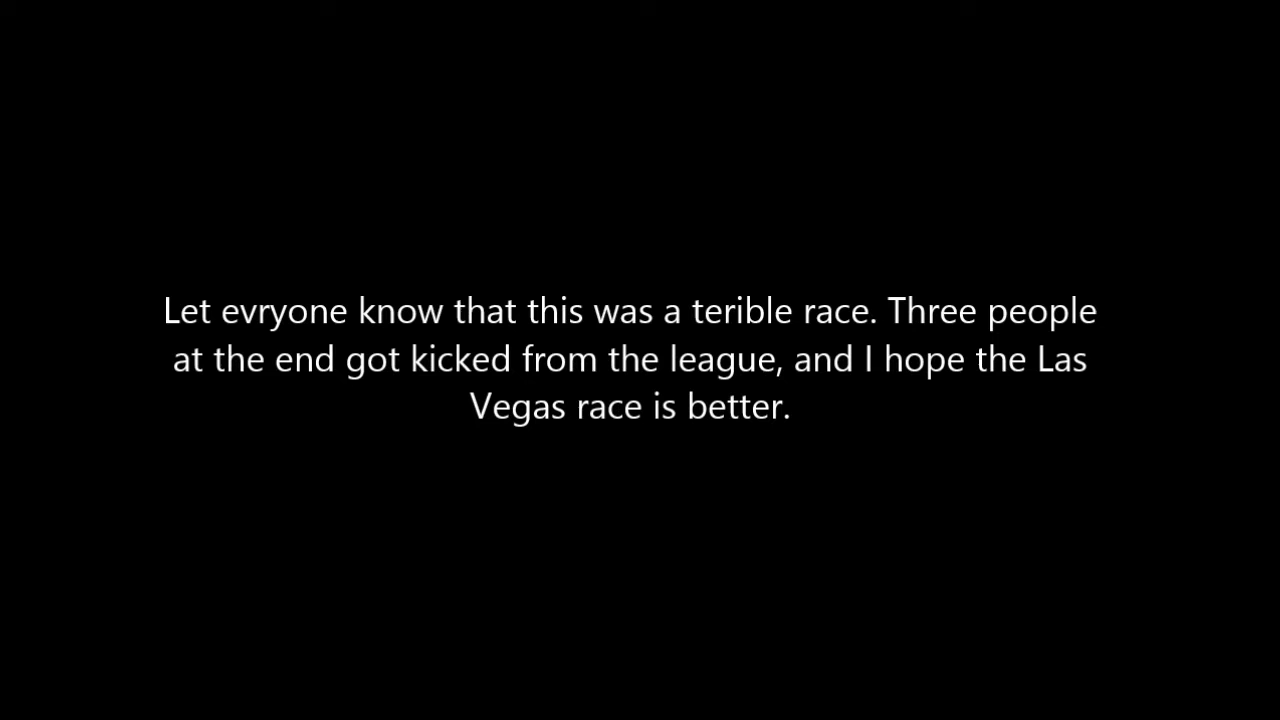 Let evryone know that this was a terible race. Three people
at the end got kicked from the league, and I hope the Las
Vegas race is better.